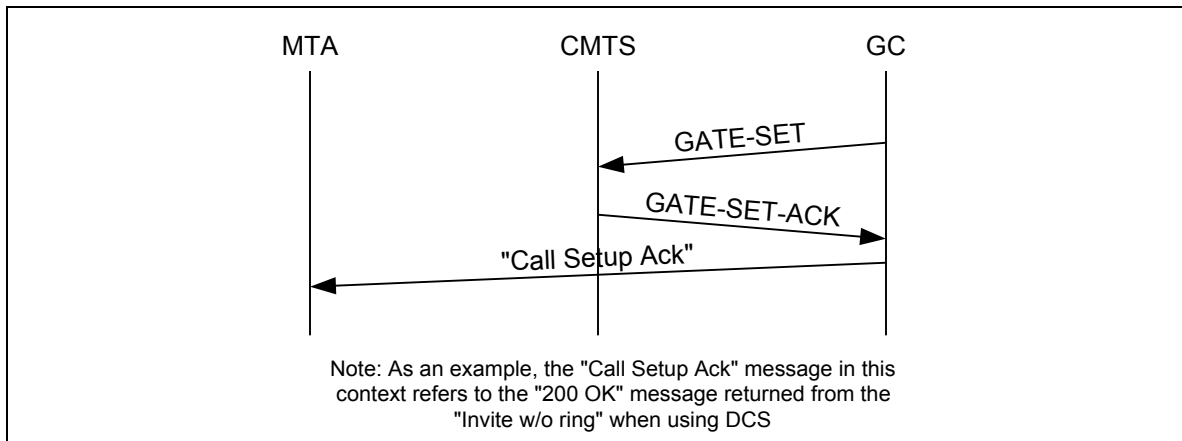 MTA CMTS GC
GATE-SET
GATE-SET-ACK
"Call Setup Ack"
Note: As an example, the "Call Setup Ack" message in this
context refers to the "200 OK" message returned from the
"Invite w/o ring" when using DCS